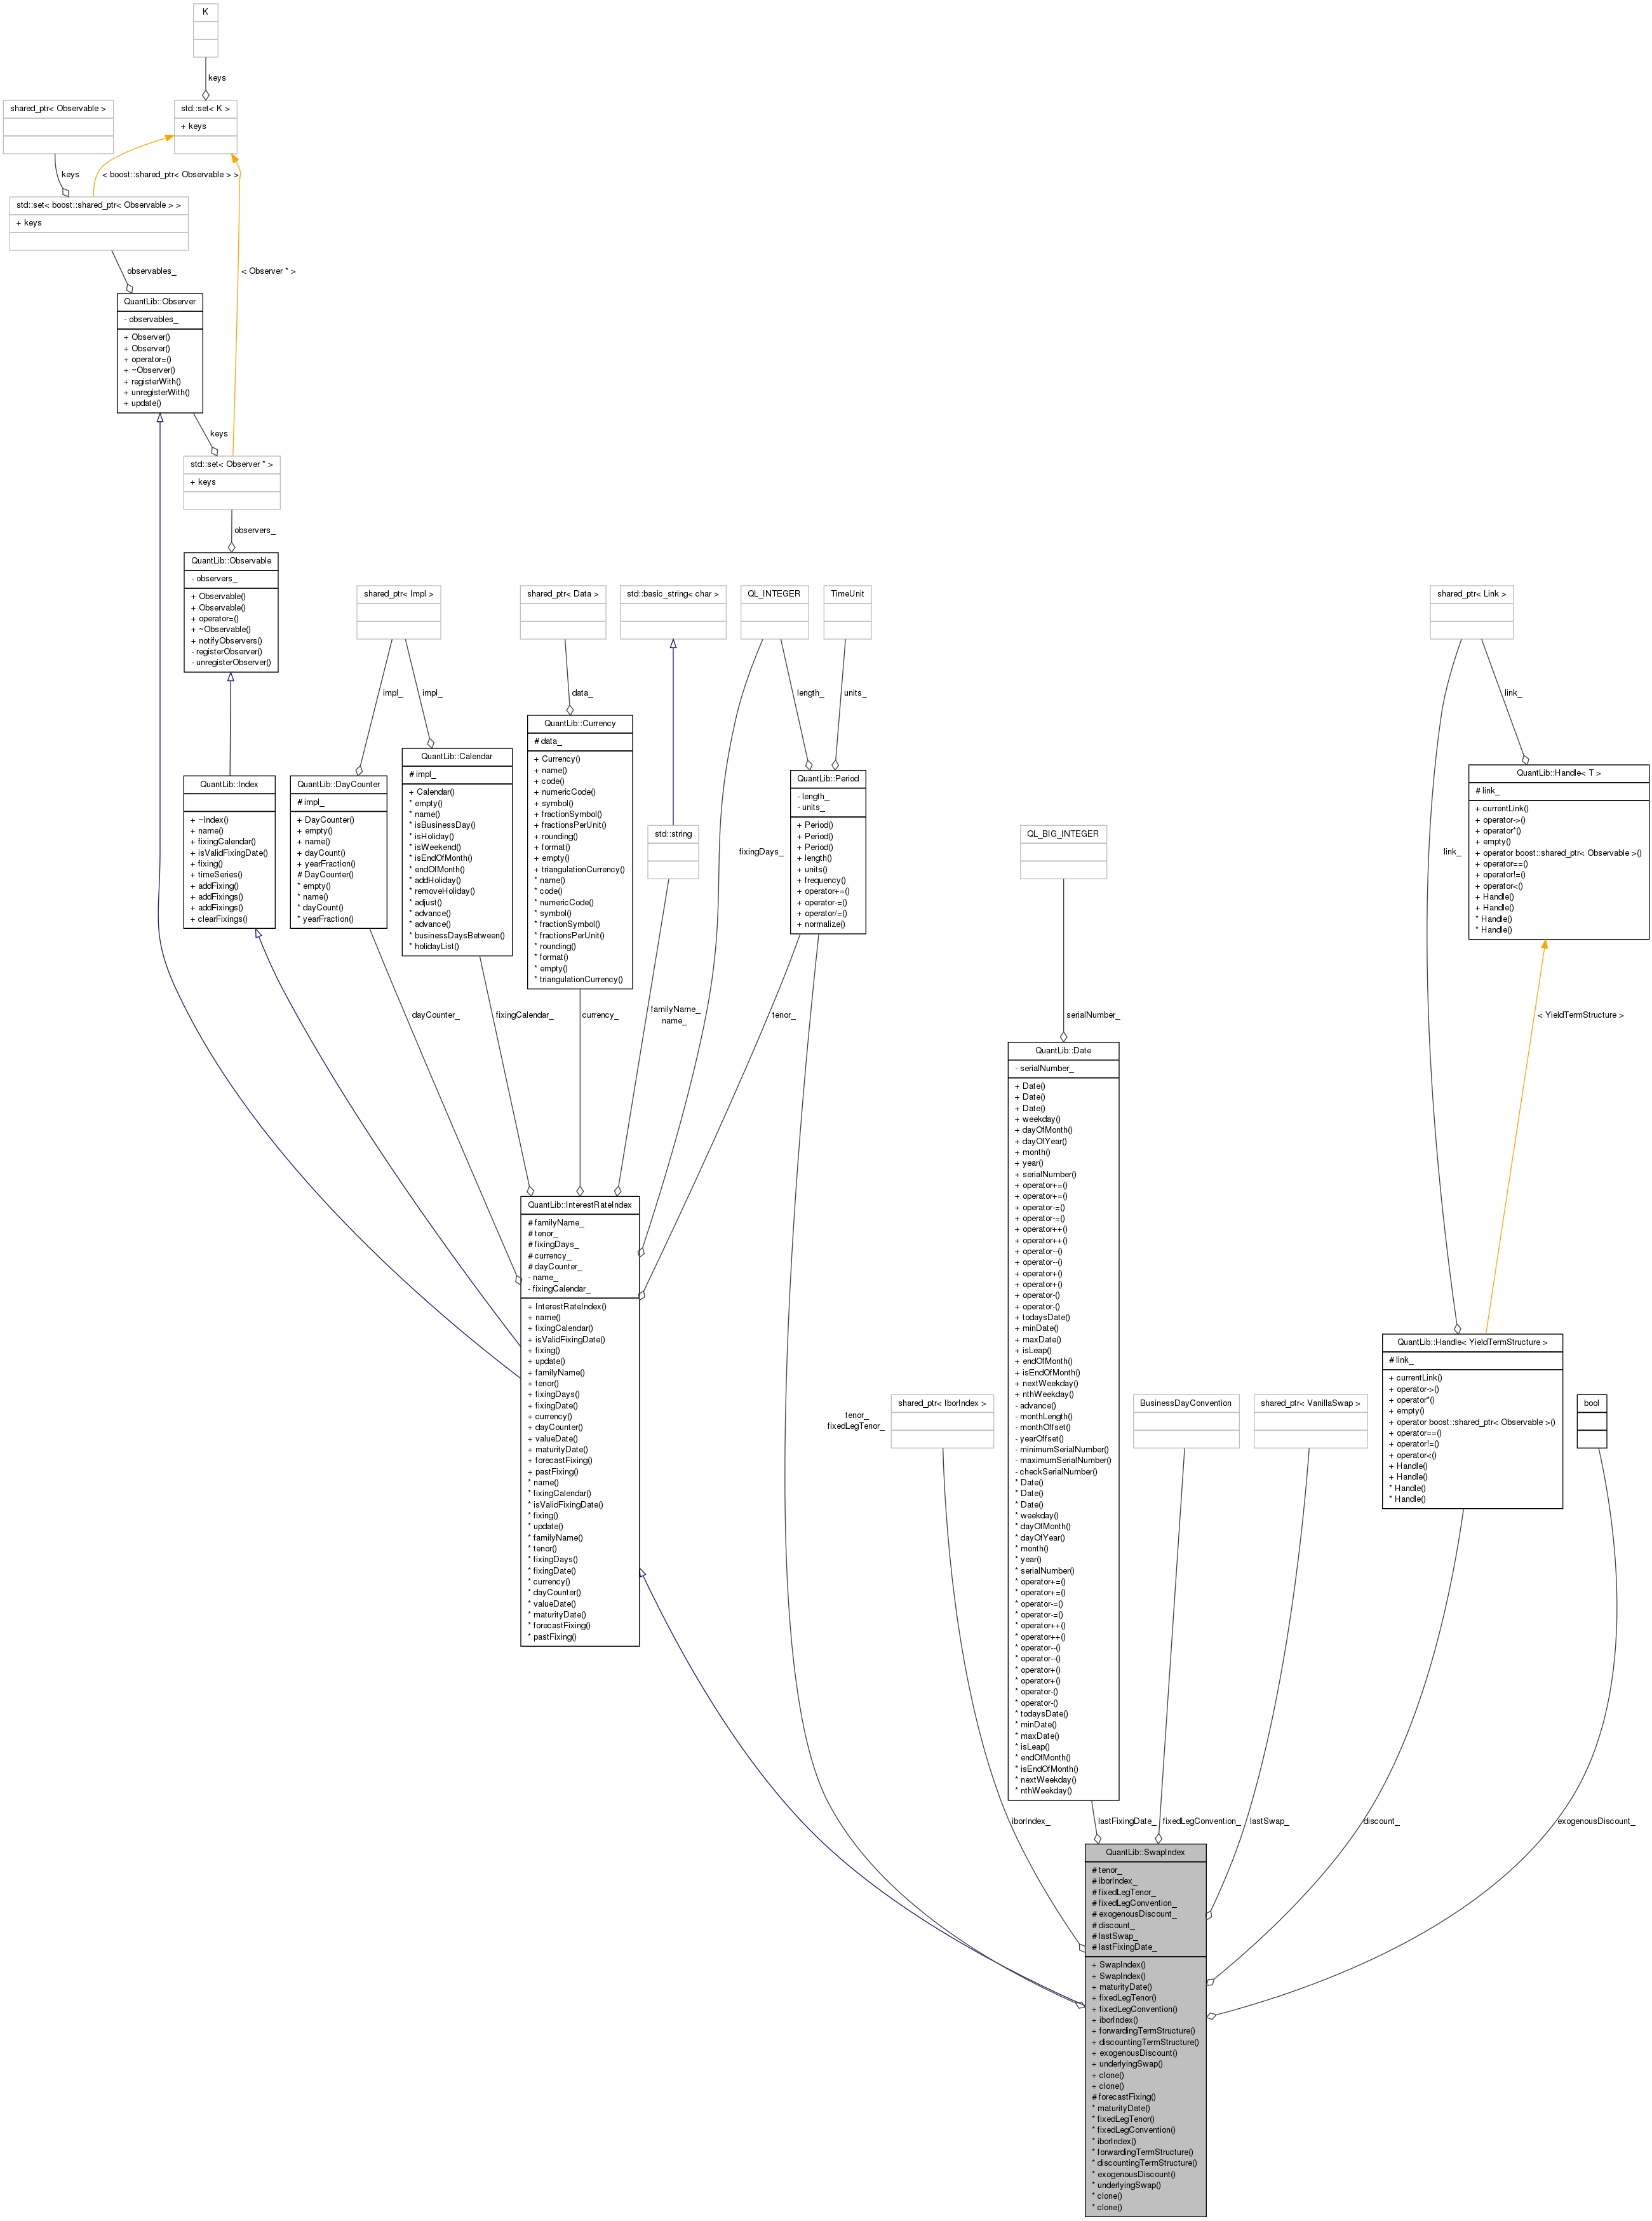 K
keys
shared_ptr< Observable >
std::set< K >
+ keys
keys
< boost::shared_ptr< Observable > >
std::set< boost::shared_ptr< Observable > >
+ keys
observables_
< Observer * >
QuantLib::Observer
- observables_
+ Observer()
+ Observer()
+ operator=()
+ ~Observer()
+ registerWith()
+ unregisterWith()
+ update()
keys
std::set< Observer * >
+ keys
observers_
QuantLib::Observable
- observers_
+ Observable()
+ Observable()
+ operator=()
+ ~Observable()
+ notifyObservers()
- registerObserver()
- unregisterObserver()
shared_ptr< Impl >
shared_ptr< Data >
std::basic_string< char >
QL_INTEGER
TimeUnit
shared_ptr< Link >
impl_
impl_
data_
length_
units_
link_
QuantLib::Index
+ ~Index()
+ name()
+ fixingCalendar()
+ isValidFixingDate()
+ fixing()
+ timeSeries()
+ addFixing()
+ addFixings()
+ addFixings()
+ clearFixings()
QuantLib::DayCounter
# impl_
+ DayCounter()
+ empty()
+ name()
+ dayCount()
+ yearFraction()
# DayCounter()
* empty()
* name()
* dayCount()
* yearFraction()
QuantLib::Calendar
# impl_
+ Calendar()
* empty()
* name()
* isBusinessDay()
* isHoliday()
* isWeekend()
* isEndOfMonth()
* endOfMonth()
* addHoliday()
* removeHoliday()
* adjust()
* advance()
* advance()
* businessDaysBetween()
* holidayList()
QuantLib::Currency
# data_
+ Currency()
+ name()
+ code()
+ numericCode()
+ symbol()
+ fractionSymbol()
+ fractionsPerUnit()
+ rounding()
+ format()
+ empty()
+ triangulationCurrency()
* name()
* code()
* numericCode()
* symbol()
* fractionSymbol()
* fractionsPerUnit()
* rounding()
* format()
* empty()
* triangulationCurrency()
std::string
fixingDays_
QuantLib::Period
- length_
- units_
+ Period()
+ Period()
+ Period()
+ length()
+ units()
+ frequency()
+ operator+=()
+ operator-=()
+ operator/=()
+ normalize()
QL_BIG_INTEGER
link_
QuantLib::Handle< T >
# link_
+ currentLink()
+ operator->()
+ operator*()
+ empty()
+ operator boost::shared_ptr< Observable >()
+ operator==()
+ operator!=()
+ operator<()
+ Handle()
+ Handle()
* Handle()
* Handle()
dayCounter_
fixingCalendar_
currency_
familyName_
name_
tenor_
serialNumber_
< YieldTermStructure >
QuantLib::Date
- serialNumber_
+ Date()
+ Date()
+ Date()
+ weekday()
+ dayOfMonth()
+ dayOfYear()
+ month()
+ year()
+ serialNumber()
+ operator+=()
+ operator+=()
+ operator-=()
+ operator-=()
+ operator++()
+ operator++()
+ operator--()
+ operator--()
+ operator+()
+ operator+()
+ operator-()
+ operator-()
+ todaysDate()
+ minDate()
+ maxDate()
+ isLeap()
+ endOfMonth()
+ isEndOfMonth()
+ nextWeekday()
+ nthWeekday()
- advance()
- monthLength()
- monthOffset()
- yearOffset()
- minimumSerialNumber()
- maximumSerialNumber()
- checkSerialNumber()
* Date()
* Date()
* Date()
* weekday()
* dayOfMonth()
* dayOfYear()
* month()
* year()
* serialNumber()
* operator+=()
* operator+=()
* operator-=()
* operator-=()
* operator++()
* operator++()
* operator--()
* operator--()
* operator+()
* operator+()
* operator-()
* operator-()
* todaysDate()
* minDate()
* maxDate()
* isLeap()
* endOfMonth()
* isEndOfMonth()
* nextWeekday()
* nthWeekday()
QuantLib::InterestRateIndex
# familyName_
# tenor_
# fixingDays_
# currency_
# dayCounter_
- name_
- fixingCalendar_
+ InterestRateIndex()
+ name()
+ fixingCalendar()
+ isValidFixingDate()
+ fixing()
+ update()
+ familyName()
+ tenor()
+ fixingDays()
+ fixingDate()
+ currency()
+ dayCounter()
+ valueDate()
+ maturityDate()
+ forecastFixing()
+ pastFixing()
* name()
* fixingCalendar()
* isValidFixingDate()
* fixing()
* update()
* familyName()
* tenor()
* fixingDays()
* fixingDate()
* currency()
* dayCounter()
* valueDate()
* maturityDate()
* forecastFixing()
* pastFixing()
tenor_
fixedLegTenor_
shared_ptr< IborIndex >
BusinessDayConvention
shared_ptr< VanillaSwap >
QuantLib::Handle< YieldTermStructure >
# link_
+ currentLink()
+ operator->()
+ operator*()
+ empty()
+ operator boost::shared_ptr< Observable >()
+ operator==()
+ operator!=()
+ operator<()
+ Handle()
+ Handle()
* Handle()
* Handle()
bool
iborIndex_
lastFixingDate_
fixedLegConvention_
lastSwap_
discount_
exogenousDiscount_
QuantLib::SwapIndex
# tenor_
# iborIndex_
# fixedLegTenor_
# fixedLegConvention_
# exogenousDiscount_
# discount_
# lastSwap_
# lastFixingDate_
+ SwapIndex()
+ SwapIndex()
+ maturityDate()
+ fixedLegTenor()
+ fixedLegConvention()
+ iborIndex()
+ forwardingTermStructure()
+ discountingTermStructure()
+ exogenousDiscount()
+ underlyingSwap()
+ clone()
+ clone()
# forecastFixing()
* maturityDate()
* fixedLegTenor()
* fixedLegConvention()
* iborIndex()
* forwardingTermStructure()
* discountingTermStructure()
* exogenousDiscount()
* underlyingSwap()
* clone()
* clone()